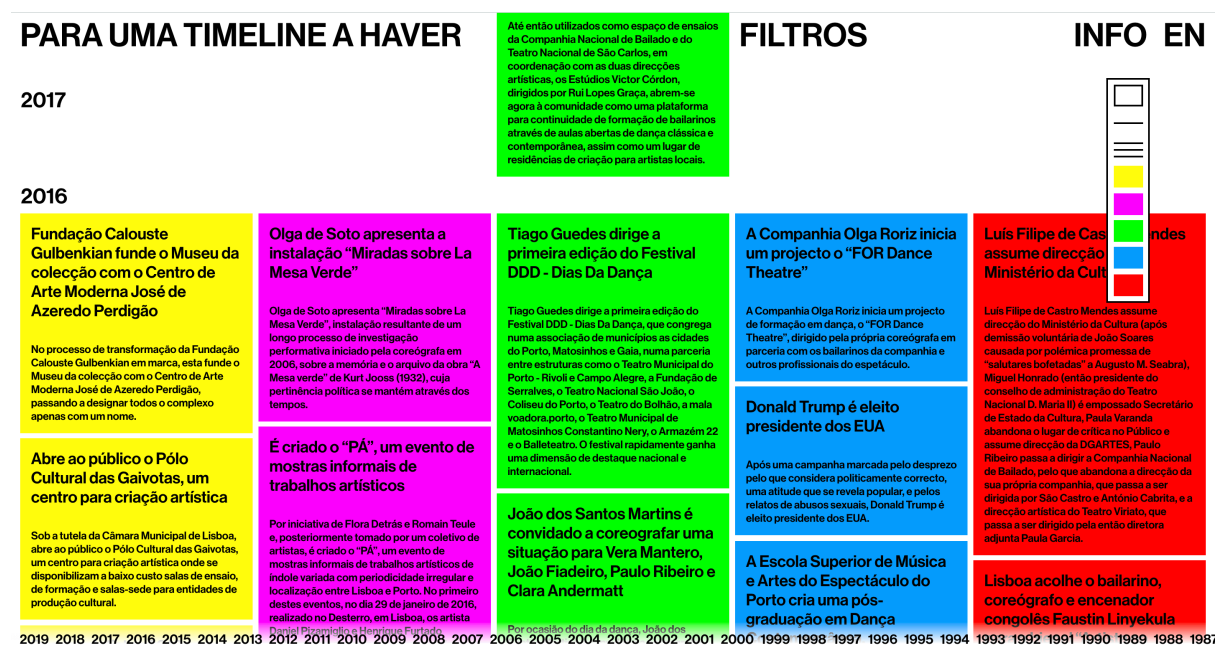 PARA UMA TIMELINE A HAVER
FILTROS
INFO EN
2017
Até então utilizados como espaço de ensaios
da Companhia Nacional de Bailado e do
Teatro Nacional de São Carlos, em
coordenação com as duas direcções
artísticas, os Estúdios Victor Córdon,
dirigidos por Rui Lopes Graça, abrem-se
agora à comunidade como uma plataforma
para continuidade de formação de bailarinos
através de aulas abertas de dança clássica e
contemporânea, assim como um lugar de
residências de criação para artistas locais.
2016
Fundação Calouste
Gulbenkian funde o Museu da
colecção com o Centro de
Arte Moderna José de
Azeredo Perdigão
No processo de transformação da Fundação
Calouste Gulbenkian em marca, esta funde o
Museu da colecção com o Centro de Arte
Moderna José de Azeredo Perdigão,
passando a designar todos o complexo
apenas com um nome.
Abre ao público o Pólo
Cultural das Gaivotas, um
centro para criação artística
Sob a tutela da Câmara Municipal de Lisboa,
abre ao público o Pólo Cultural das Gaivotas,
um centro para criação artística onde se
disponibilizam a baixo custo salas de ensaio,
de formação e salas-sede para entidades de
produção cultural.
Olga de Soto apresenta a
instalação “Miradas sobre La
Mesa Verde”
Olga de Soto apresenta “Miradas sobre La
Mesa Verde”, instalação resultante de um
longo processo de investigação
performativa iniciado pela coreógrafa em
2006, sobre a memória e o arquivo da obra “A
Mesa verde” de Kurt Jooss (1932), cuja
pertinência política se mantém através dos
tempos.
É criado o “PÁ”, um evento de
mostras informais de
trabalhos artísticos
Por iniciativa de Flora Detrás e Romain Teule
e, posteriormente tomado por um coletivo de
artistas, é criado o “PÁ”, um evento de
mostras informais de trabalhos artísticos de
índole variada com periodicidade irregular e
localização entre Lisboa e Porto. No primeiro
destes eventos, no dia 29 de janeiro de 2016,
realizado no Desterro, em Lisboa, os artista
Daniel Pizamiglio e Henrique Furtado
Tiago Guedes dirige a
primeira edição do Festival
DDD - Dias Da Dança
Tiago Guedes dirige a primeira edição do
Festival DDD - Dias Da Dança, que congrega
numa associação de municípios as cidades
do Porto, Matosinhos e Gaia, numa parceria
entre estruturas como o Teatro Municipal do
Porto - Rivoli e Campo Alegre, a Fundação de
Serralves, o Teatro Nacional São João, o
Coliseu do Porto, o Teatro do Bolhão, a mala
voadora.porto, o Teatro Municipal de
Matosinhos Constantino Nery, o Armazém 22
e o Balleteatro. O festival rapidamente ganha
uma dimensão de destaque nacional e
internacional.
João dos Santos Martins é
convidado a coreografar uma
situação para Vera Mantero,
João Fiadeiro, Paulo Ribeiro e
Clara Andermatt
Por ocasião do dia da dança, João dos
A Companhia Olga Roriz inicia
um projecto o “FOR Dance
Theatre”
A Companhia Olga Roriz inicia um projecto
de formação em dança, o “FOR Dance
Theatre”, dirigido pela própria coreógrafa em
parceria com os bailarinos da companhia e
outros profissionais do espetáculo.
Donald Trump é eleito
presidente dos EUA
Após uma campanha marcada pelo desprezo
pelo que considera politicamente correcto,
uma atitude que se revela popular, e pelos
relatos de abusos sexuais, Donald Trump é
eleito presidente dos EUA.
A Escola Superior de Música
e Artes do Espectáculo do
Porto cria uma pós-
graduação em Dança
Luís Filipe de
assume direcção
Ministério da
Luís Filipe de Castro Mendes assume
direcção do Ministério da Cultura (após
demissão voluntária de João Soares
causada por polémica promessa de
“salutares bofetadas” a Augusto M. Seabra),
Miguel Honrado (então presidente do
conselho de administração do Teatro
Nacional D. Maria II) é empossado Secretário
de Estado da Cultura, Paula Varanda
abandona o lugar de crítica no Público e
assume direcção da DGARTES, Paulo
Ribeiro passa a dirigir a Companhia Nacional
de Bailado, pelo que abandona a direcção da
sua própria companhia, que passa a ser
dirigida por São Castro e António Cabrita, e a
direcção artística do Teatro Viriato, que
passa a ser dirigido pela então diretora
adjunta Paula Garcia.
Lisboa acolhe o bailarino,
coreógrafo e encenador
congolês Faustin Linyekula
2019 2018 2017 2016 2015 2014 2013 2012 2011 2010 2009 2008 2007 2006 2005 2004 2003 2002 2001 2000 1999 1998 1997 1996 1995 1994 1993 1992 1991 1990 1989 1988 1987